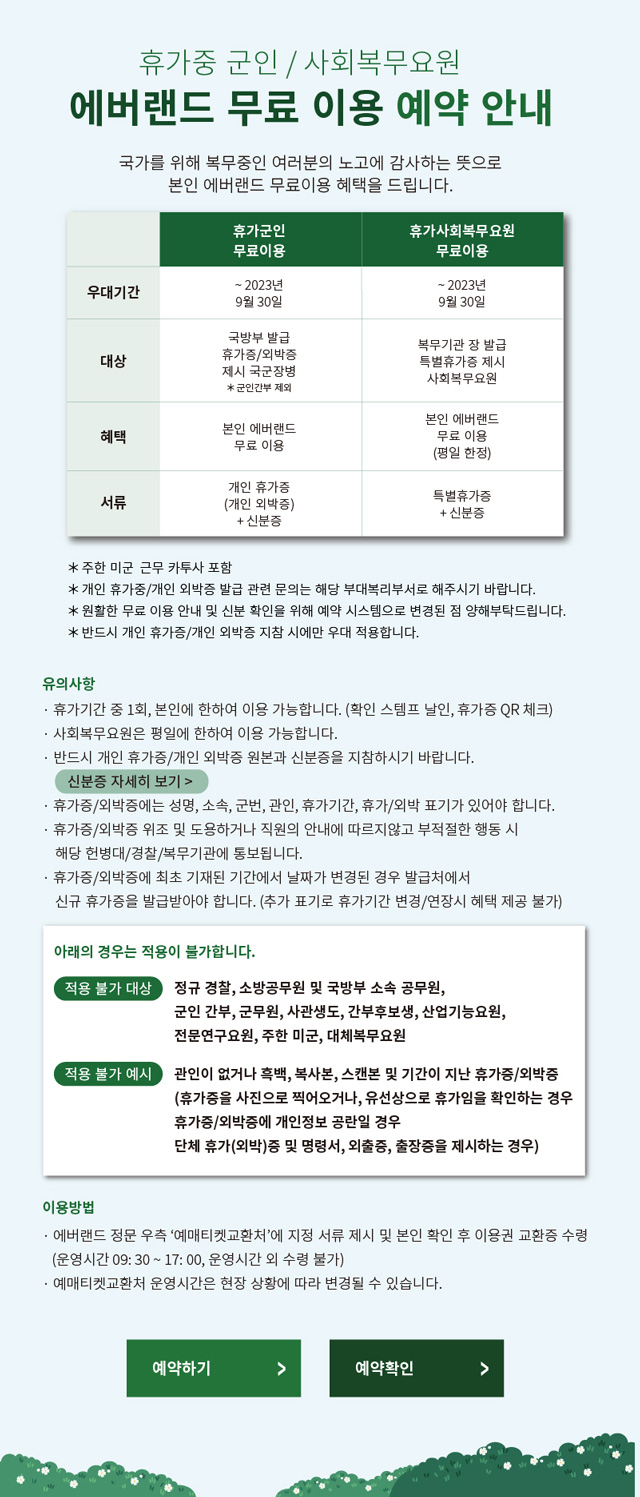 휴가중 군인 / 사회복무요원
에버랜드 무료 이용 예약 안내
국가를 위해 복무중인 여러분의 노고에 감사하는 뜻으로
본인 에버랜드 무료이용 혜택을 드립니다.
휴가군인
무료이용
휴가사회복무요원
무료이용
우대기간
~ 2023년
9월 30일
~ 2023년
9월 30일
대상
국방부 발급
휴가증/외박증
제시 국군장병
＊군인간부 제외
복무기관 장 발급
특별휴가증 제시
사회복무요원
혜택
본인 에버랜드
무료 이용
본인 에버랜드
무료 이용
(평일 한정)
서류
개인 휴가증
(개인 외박증)
+ 신분증
특별휴가증
+ 신분증
＊주한 미군 근무 카투사 포함
＊개인 휴가중/개인 외박증 발급 관련 문의는 해당 부대복리부서로 해주시기 바랍니다.
＊원활한 무료 이용 안내 및 신분 확인을 위해 예약 시스템으로 변경된 점 양해부탁드립니다.
＊반드시 개인 휴가증/개인 외박증 지참 시에만 우대 적용합니다.
유의사항
· 휴가기간 중 1회, 본인에 한하여 이용 가능합니다. (확인 스템프 날인, 휴가증 QR 체크)
· 사회복무요원은 평일에 한하여 이용 가능합니다.
· 반드시 개인 휴가증/개인 외박증 원본과 신분증을 지참하시기 바랍니다.
신분증 자세히 보기 >
· 휴가증/외박증에는 성명, 소속, 군번, 관인, 휴가기간, 휴가/외박 표기가 있어야 합니다.
· 휴가증/외박증 위조 및 도용하거나 직원의 안내에 따르지않고 부적절한 행동 시
해당 헌병대/경찰/복무기관에 통보됩니다.
· 휴가증/외박증에 최초 기재된 기간에서 날짜가 변경된 경우 발급처에서
신규 휴가증을 발급받아야 합니다. (추가 표기로 휴가기간 변경/연장시 혜택 제공 불가)
아래의 경우는 적용이 불가합니다.
적용 불가 대상
정규 경찰, 소방공무원 및 국방부 소속 공무원,
군인 간부, 군무원, 사관생도, 간부후보생, 산업기능요원,
전문연구요원, 주한 미군, 대체복무요원
적용 불가 예시
관인이 없거나 흑백, 복사본, 스캔본 및 기간이 지난 휴가증/외박증
(휴가증을 사진으로 찍어오거나, 유선상으로 휴가임을 확인하는 경우
휴가증/외박증에 개인정보 공란일 경우
단체 휴가(외박)증 및 명령서, 외출증, 출장증을 제시하는 경우)
이용방법
· 에버랜드 정문 우측 ‘예매티켓교환처’에 지정 서류 제시 및 본인 확인 후 이용권 교환증 수령
(운영시간 09: 30 ~ 17: 00, 운영시간 외 수령 불가)
· 예매티켓교환처 운영시간은 현장 상황에 따라 변경될 수 있습니다.
예약하기 >
예약확인 >